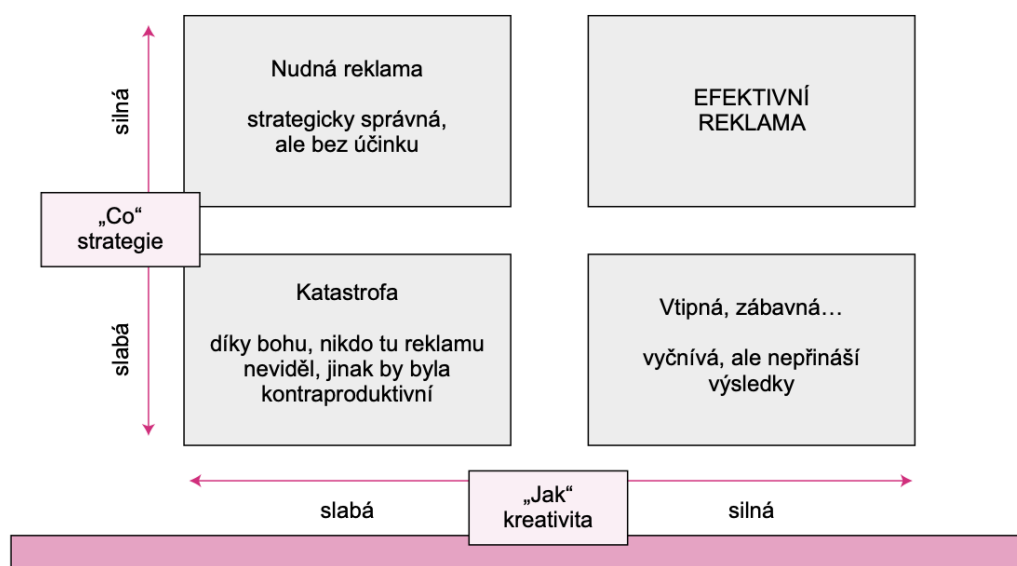 Nudná reklama
strategicky správná,
ale bez účinku
EFEKTIVNÍ
REKLAMA
silná
„Co“
strategie
slabá
Katastrofa
díky bohu, nikdo tu reklamu
neviděl, jinak by byla
kontraproduktivní
Vtipná, zábavná…
vyčnívá, ale nepřináší
výsledky
slabá
„Jak“
kreativita
silná